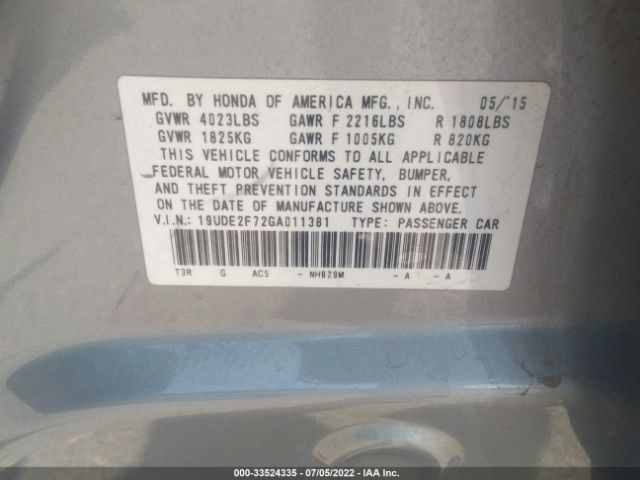 MFD. BY HONDA OF AMERICA MFG., INC. 05/'15
GVWR 4023LBS GAWR F 2216LBS R 1808LBS
GVWR 1825KG GAWR F 1005KG R 820KG
THIS VEHICLE CONFORMS TO ALL APPLICABLE
FEDERAL MOTOR VEHICLE SAFETY, BUMPER,
AND THEFT PREVENTION STANDARDS IN EFFECT
ON THE DATE OF MANUFACTURE SHOWN ABOVE.
V.I.N.: 19UDE2F72GA011381 TYPE: PASSENGER CAR
T3R G AC5 - NH829M - A - A
000-33524335 - 07/05/2022 - IAA Inc.